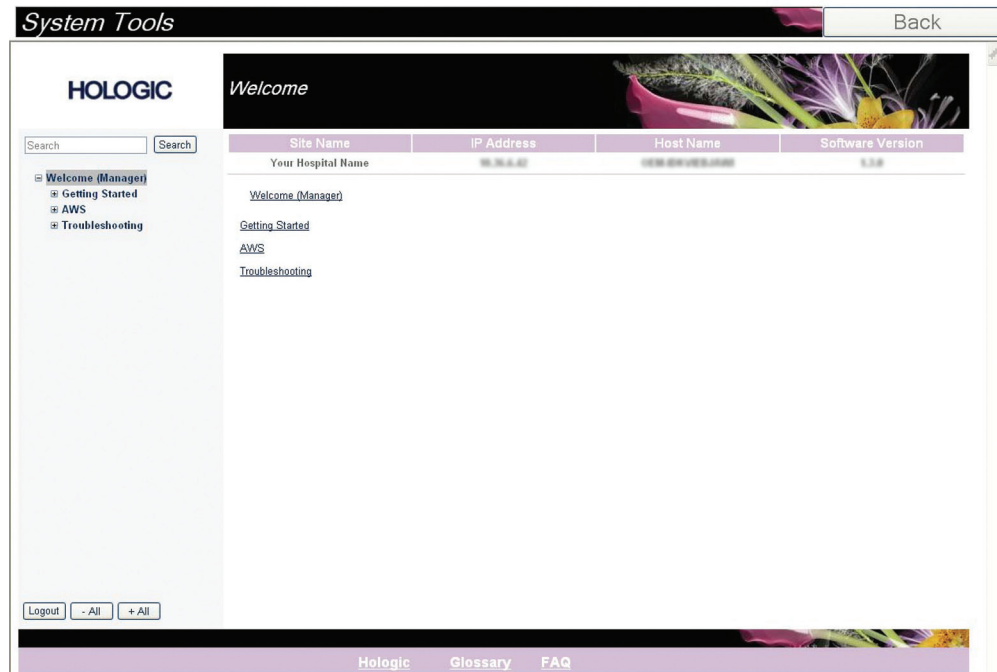 System Tools
Back
HOLOGIC
Welcome
Search
Search
Site Name IP Address Host Name Software Version
Your Hospital Name
Welcome (Manager)
Getting Started
AWS
Troubleshooting
Welcome (Manager)
Getting Started
AWS
Troubleshooting
Logout - All + All
Hologic Glossary FAQ